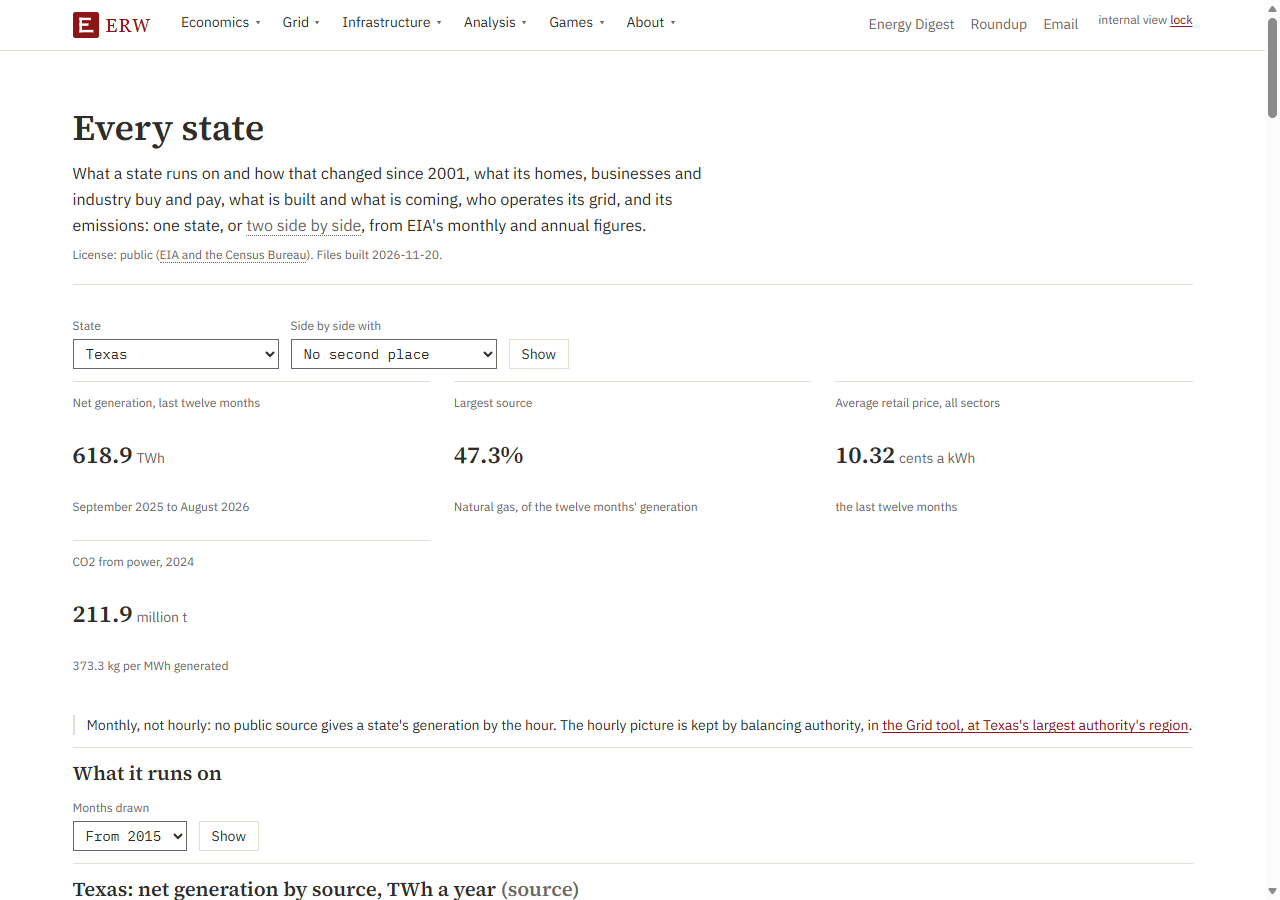 E ERW
Economics ▾ Grid ▾ Infrastructure ▾ Analysis ▾ Games ▾ About ▾
Energy Digest Roundup Email internal view lock
Every state
What a state runs on and how that changed since 2001, what its homes, businesses and
industry buy and pay, what is built and what is coming, who operates its grid, and its
emissions: one state, or two side by side, from EIA's monthly and annual figures.
License: public (EIA and the Census Bureau). Files built 2026-11-20.
State Side by side with
Texas No second place Show
Net generation, last twelve months
618.9 TWh
September 2025 to August 2026
Largest source
47.3%
Natural gas, of the twelve months' generation
Average retail price, all sectors
10.32 cents a kWh
the last twelve months
CO2 from power, 2024
211.9 million t
373.3 kg per MWh generated
Monthly, not hourly: no public source gives a state's generation by the hour. The hourly picture is kept by balancing authority, in the Grid tool, at Texas's largest authority's region.
What it runs on
Months drawn
From 2015 Show
Texas: net generation by source, TWh a year (source)